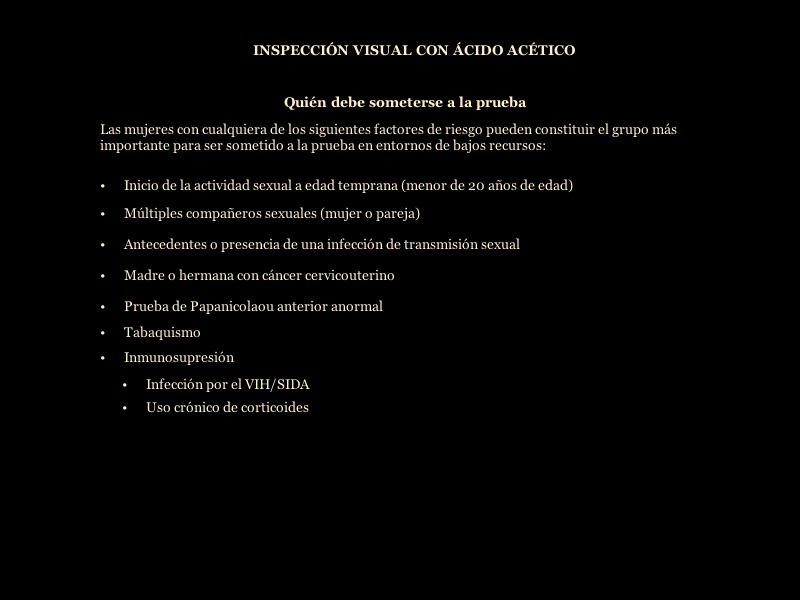 INSPECCIÓN VISUAL CON ÁCIDO ACÉTICO
Quién debe someterse a la prueba
Las mujeres con cualquiera de los siguientes factores de riesgo pueden constituir el grupo más
importante para ser sometido a la prueba en entornos de bajos recursos:
• Inicio de la actividad sexual a edad temprana (menor de 20 años de edad)
• Múltiples compañeros sexuales (mujer o pareja)
• Antecedentes o presencia de una infección de transmisión sexual
• Madre o hermana con cáncer cervicouterino
• Prueba de Papanicolaou anterior anormal
• Tabaquismo
• Inmunosupresión
• Infección por el VIH/SIDA
• Uso crónico de corticoides